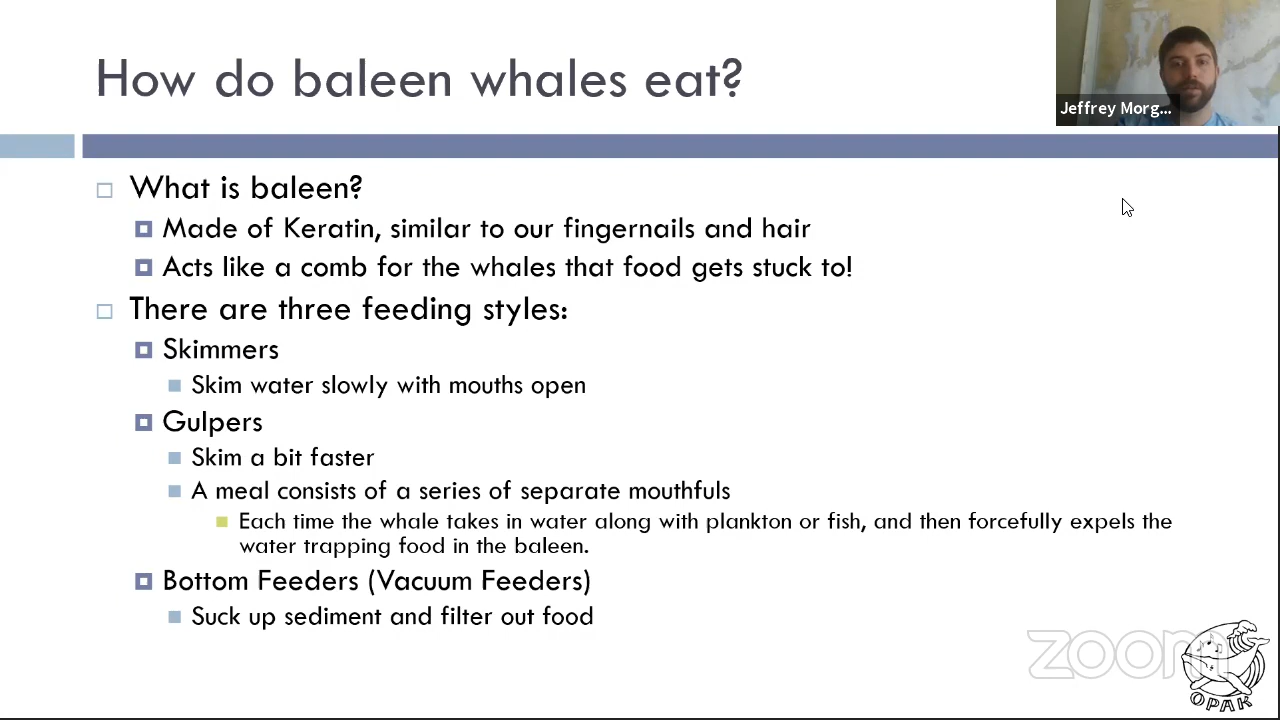 How do baleen whales eat?
Jeffrey Morg...
What is baleen?
Made of Keratin, similar to our fingernails and hair
Acts like a comb for the whales that food gets stuck to!
There are three feeding styles:
Skimmers
Skim water slowly with mouths open
Gulpers
Skim a bit faster
A meal consists of a series of separate mouthfuls
Each time the whale takes in water along with plankton or fish, and then forcefully expels the
water trapping food in the baleen.
Bottom Feeders (Vacuum Feeders)
Suck up sediment and filter out food
zoom
OPAK